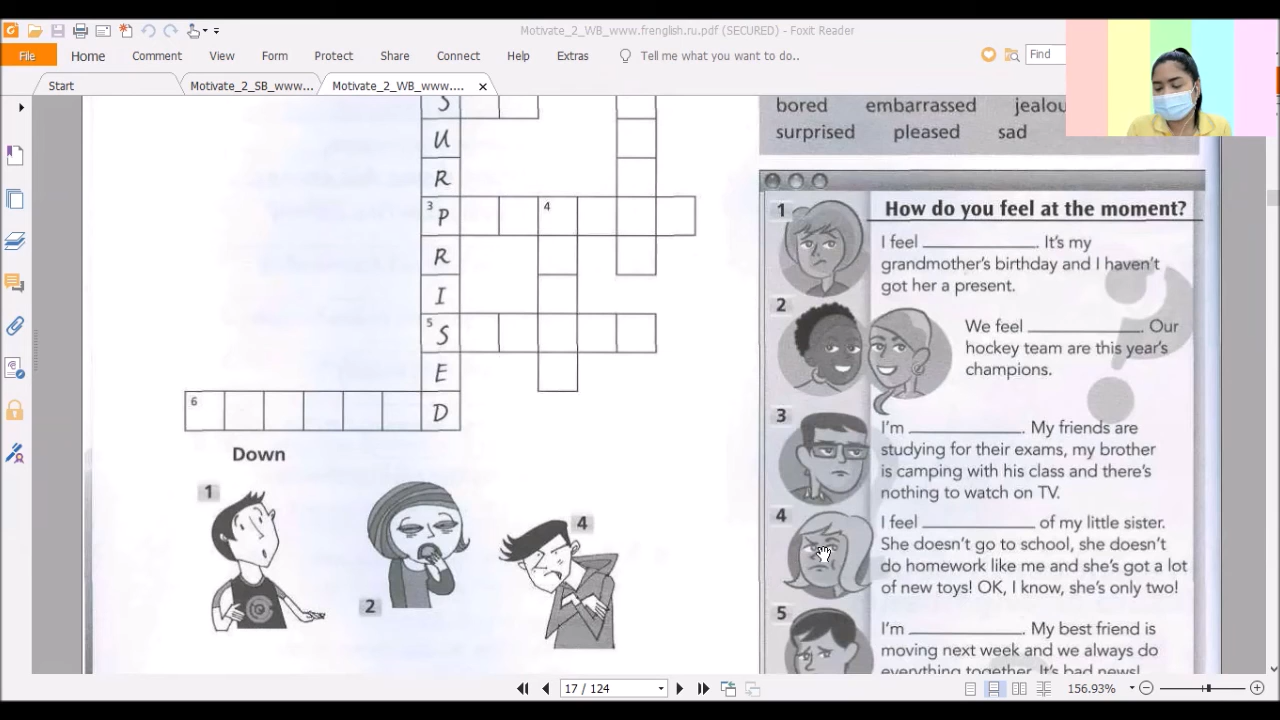 Motivate_2_WB_www.frenglish.ru.pdf (SECURED) - Foxit Reader
File Home Comment View Form Protect Share Connect Help Extras Tell me what you want to do.. Find
Start Motivate_2_SB_www... Motivate_2_WB_www....
bored embarrassed
surprised pleased sad
S
U
R
3 P 4
R
I
5 S
E
6 D
Down
1
2
4
How do you feel at the moment?
1
I feel ____________. It's my
grandmother's birthday and I haven't
got her a present.
2
We feel ____________. Our
hockey team are this year's
champions.
3
I'm ____________. My friends are
studying for their exams, my brother
is camping with his class and there's
nothing to watch on TV.
4
I feel ____________ of my little sister.
She doesn't go to school, she doesn't
do homework like me and she's got a lot
of new toys! OK, I know, she's only two!
5
I'm ____________. My best friend is
moving next week and we always do
everything together. It's bad news!
17 / 124
156.93%